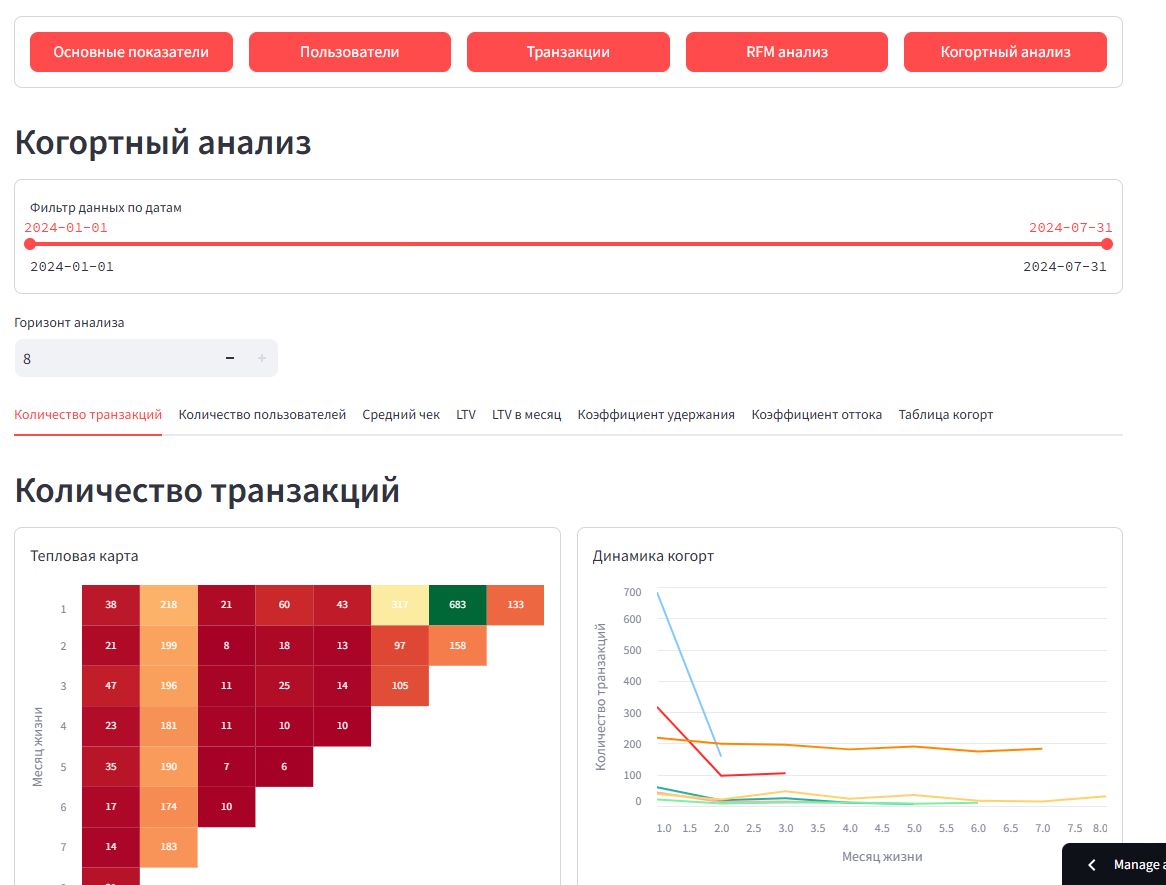 Основные показатели Пользователи Транзакции RFM анализ Когортный анализ
Когортный анализ
Фильтр данных по датам
2024-01-01 2024-07-31
2024-01-01 2024-07-31
Горизонт анализа
8 − +
Количество транзакций Количество пользователей Средний чек LTV LTV в месяц Коэффициент удержания Коэффициент оттока Таблица когорт
Количество транзакций
Тепловая карта
Месяц жизни
1 38 218 21 60 43 317 683 133
2 21 199 8 18 13 97 158
3 47 196 11 25 14 105
4 23 181 11 10 10
5 35 190 7 6
6 17 174 10
7 14 183
Динамика когорт
Количество транзакций
700
600
500
400
300
200
100
0
1.0 1.5 2.0 2.5 3.0 3.5 4.0 4.5 5.0 5.5 6.0 6.5 7.0 7.5 8.0
Месяц жизни
Manage a